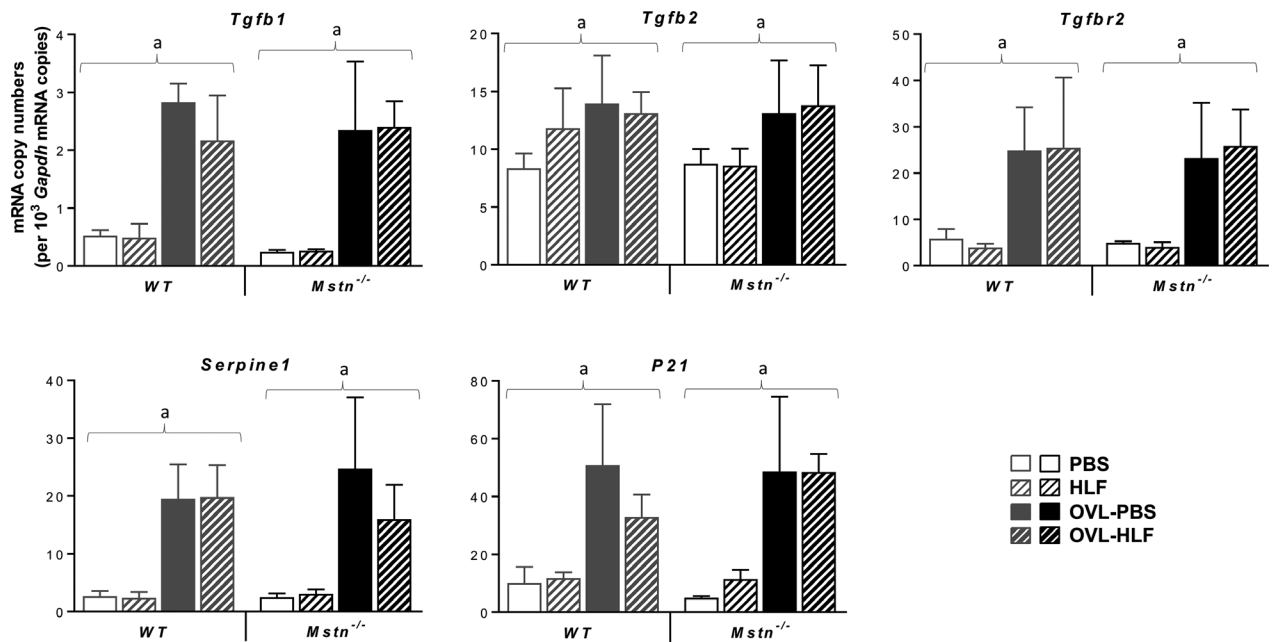 Tgfb1
Tgfb2
Tgfbr2
mRNA copy numbers
(per 10³ Gapdh mRNA copies)
a
a
4
3
2
1
0
WT
Mstn⁻/⁻
a
a
20
15
10
5
0
WT
Mstn⁻/⁻
a
a
50
40
30
20
10
0
WT
Mstn⁻/⁻
Serpine1
P21
a
a
40
30
20
10
0
WT
Mstn⁻/⁻
a
a
80
60
40
20
0
WT
Mstn⁻/⁻
PBS
HLF
OVL-PBS
OVL-HLF